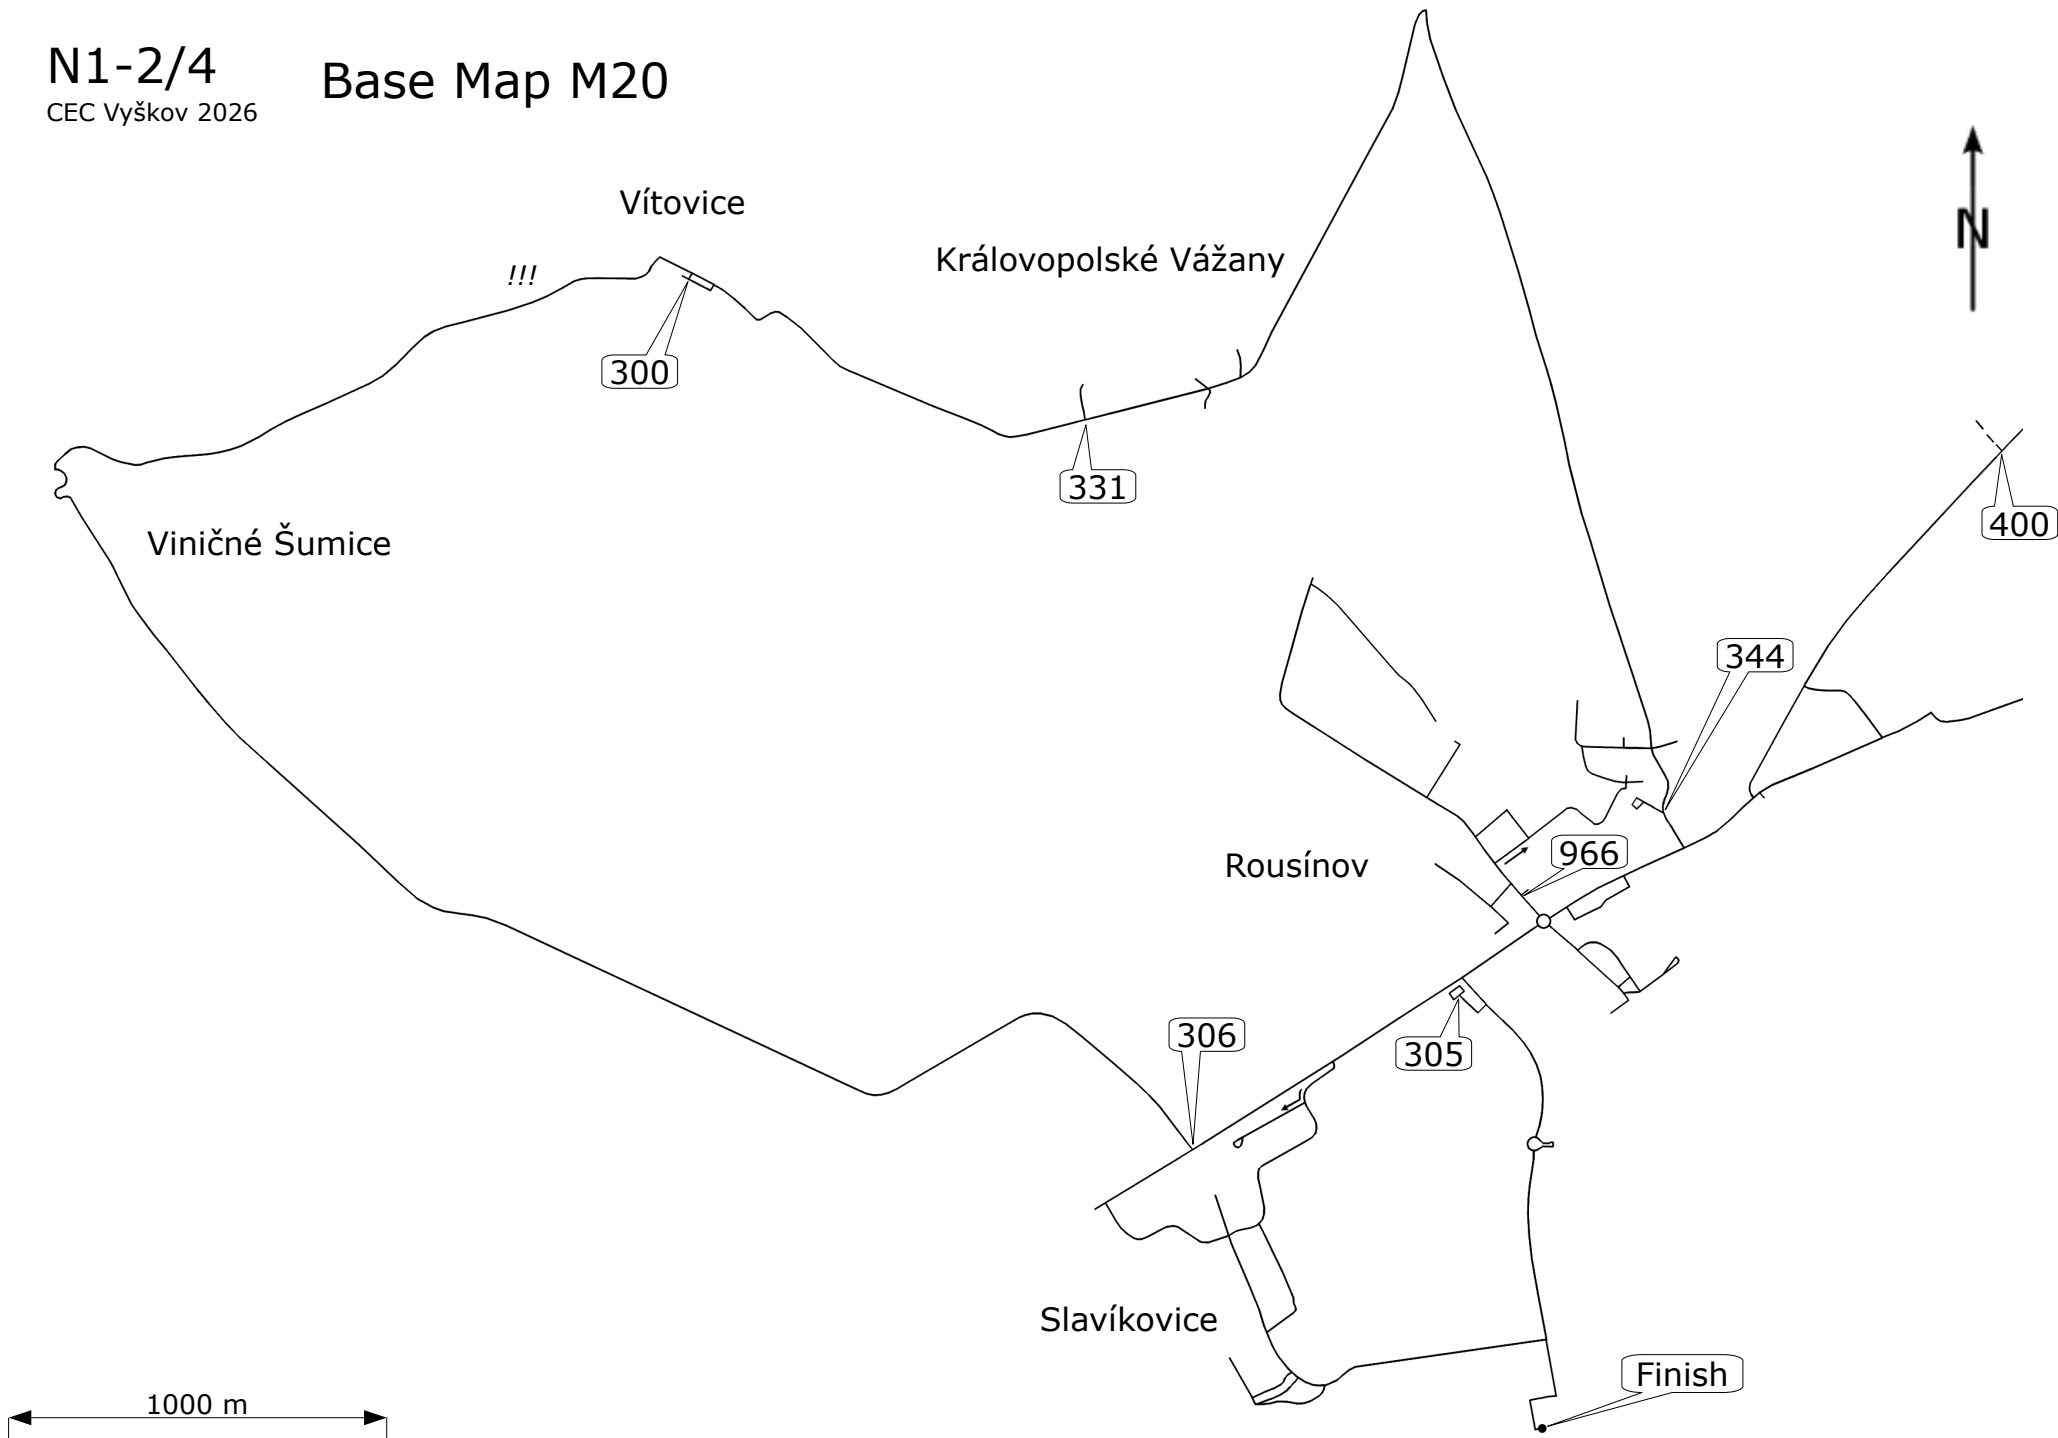 N1-2/4
Base Map M20
CEC Vyškov 2026
N
Vítovice
Královopolské Vážany
!!!
300
331
400
Viničné Šumice
344
966
Rousínov
306
305
Slavíkovice
Finish
1000 m